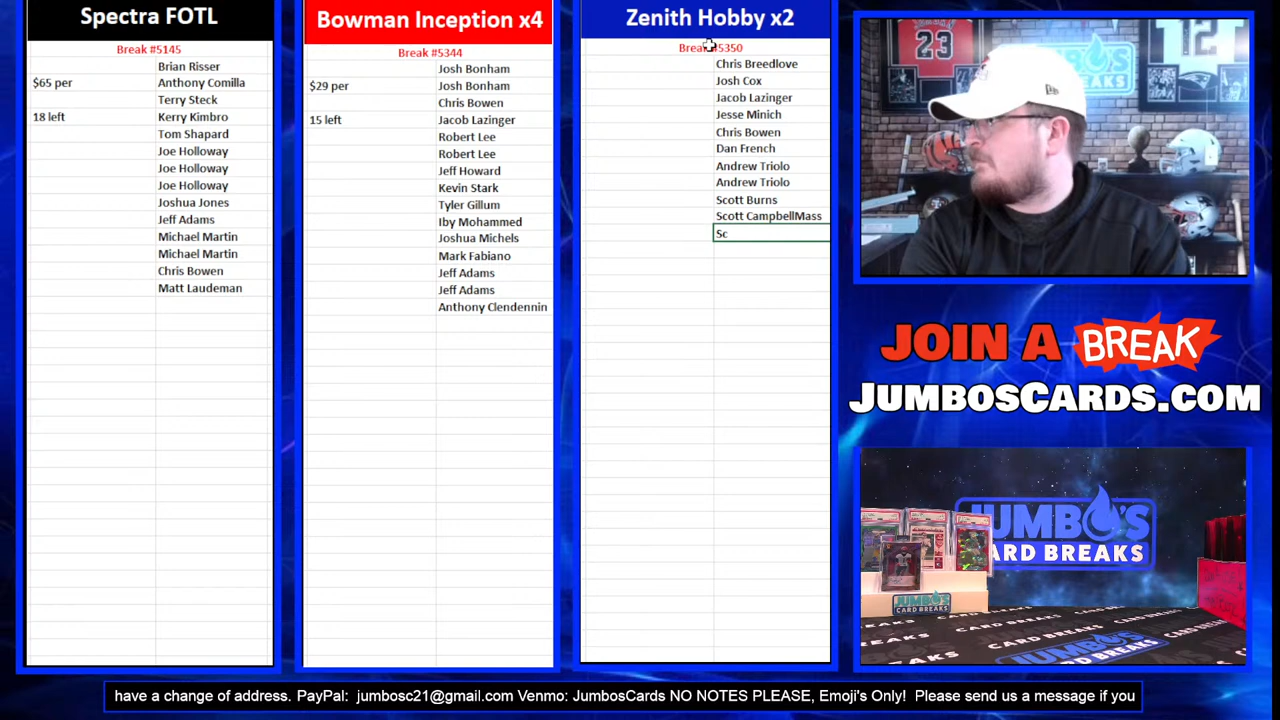 Spectra FOTL
Break #5145
Brian Risser
$65 per
Anthony Comilla
Terry Steck
18 left
Kerry Kimbro
Tom Shapard
Joe Holloway
Joe Holloway
Joe Holloway
Joshua Jones
Jeff Adams
Michael Martin
Michael Martin
Chris Bowen
Matt Laudeman
Bowman Inception x4
Break #5344
Josh Bonham
$29 per
Josh Bonham
Chris Bowen
15 left
Jacob Lazinger
Robert Lee
Robert Lee
Jeff Howard
Kevin Stark
Tyler Gillum
Iby Mohammed
Joshua Michels
Mark Fabiano
Jeff Adams
Jeff Adams
Anthony Clendennin
Zenith Hobby x2
Break #5350
Chris Breedlove
Josh Cox
Jacob Lazinger
Jesse Minich
Chris Bowen
Dan French
Andrew Triolo
Andrew Triolo
Scott Burns
Scott CampbellMass
Sc
23
JOIN A BREAK
JUMBOSCARDS.COM
JUMBO'S
CARD BREAKS
JUMBO'S
CARD BREAKS
have a change of address. PayPal: jumbosc21@gmail.com Venmo: JumbosCards NO NOTES PLEASE, Emoji's Only! Please send us a message if you